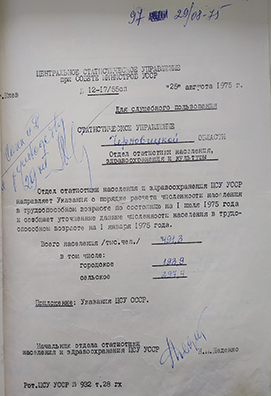 97 29/08-75
ЦЕНТРАЛЬНОЕ СТАТИСТИЧЕСКОЕ УПРАВЛЕНИЕ
при СОВЕТЕ МИНИСТРОВ УССР
г.Киев № 12-17/55сз "25" августа 1975 г.
Для служебного пользования
СТАТИСТИЧЕСКОЕ УПРАВЛЕНИЕ
Черновицкой ОБЛАСТИ
Отдел статистики населения,
здравоохранения и культуры
Отдел статистики населения и здравоохранения ЦСУ УССР
направляет Указания о порядке расчета численности населения
в трудоспособном возрасте по состоянию на 1 июля 1975 года
и сообщает уточненные данные численности населения в трудо-
способном возрасте на 1 января 1975 года.
Всего населения /тыс.чел./
в том числе:
городское
сельское
Приложение: Указания ЦСУ СССР.
Начальник отдела статистики
населения и здравоохранения ЦСУ УССР
Рот.ЦСУ УССР З 932 т.28 гх